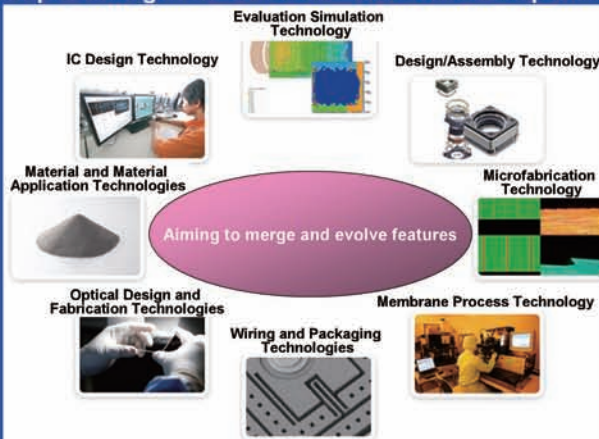 Evaluation Simulation
Technology
IC Design Technology
Design/Assembly Technology
Material and Material
Application Technologies
Microfabrication
Technology
Aiming to merge and evolve features
Optical Design and
Fabrication Technologies
Membrane Process Technology
Wiring and Packaging
Technologies